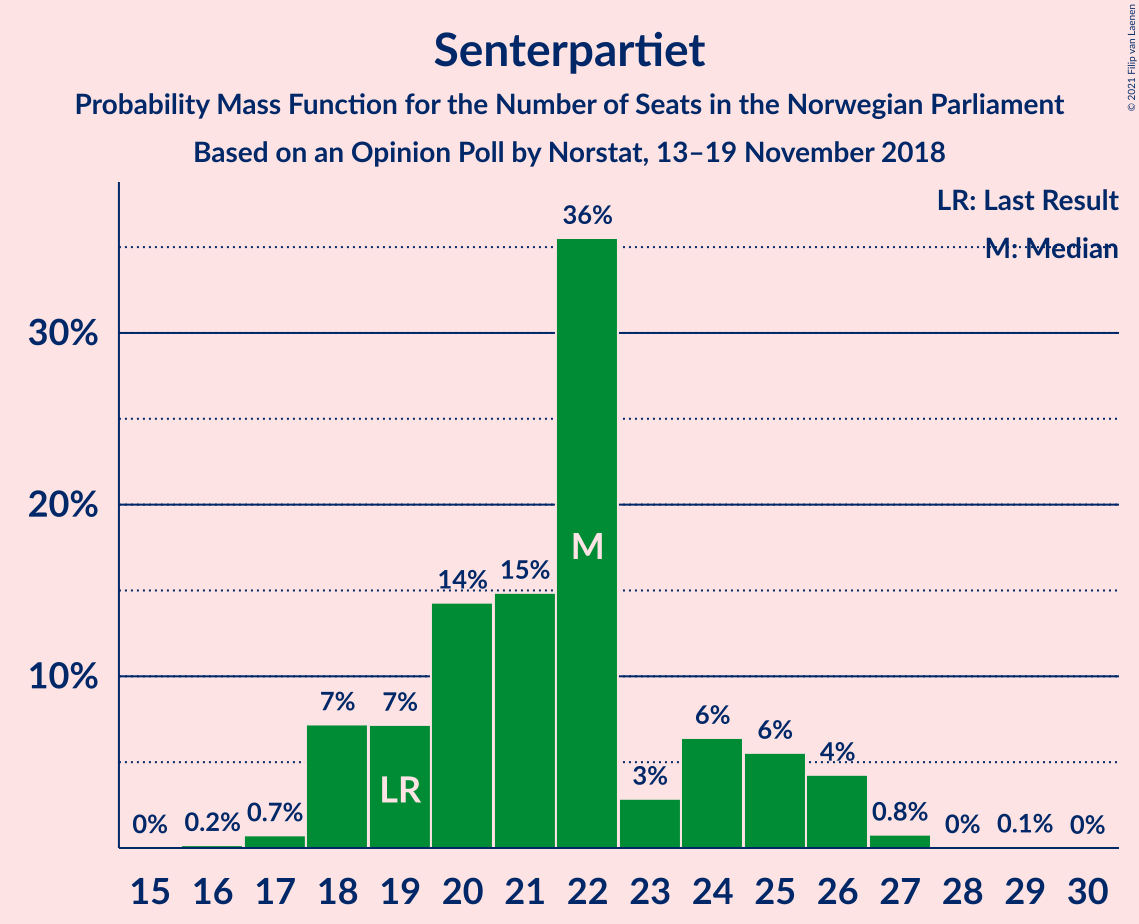 Senterpartiet
Probability Mass Function for the Number of Seats in the Norwegian Parliament
Based on an Opinion Poll by Norstat, 13–19 November 2018
© 2021 Filip van Laenen
LR: Last Result
M: Median
30%
20%
10%
0% 0.2% 0.7% 7% 7% 14% 15% 36% 3% 6% 6% 4% 0.8% 0% 0.1% 0%
LR M
15 16 17 18 19 20 21 22 23 24 25 26 27 28 29 30